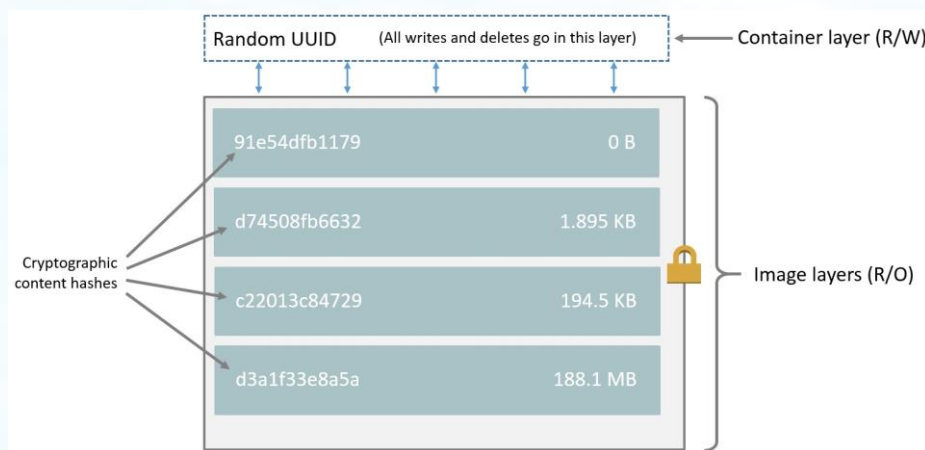 Random UUID (All writes and deletes go in this layer)
Container layer (R/W)
91e54dfb1179 0 B
d74508fb6632 1.895 KB
Cryptographic
content hashes
c22013c84729 194.5 KB
Image layers (R/O)
d3a1f33e8a5a 188.1 MB